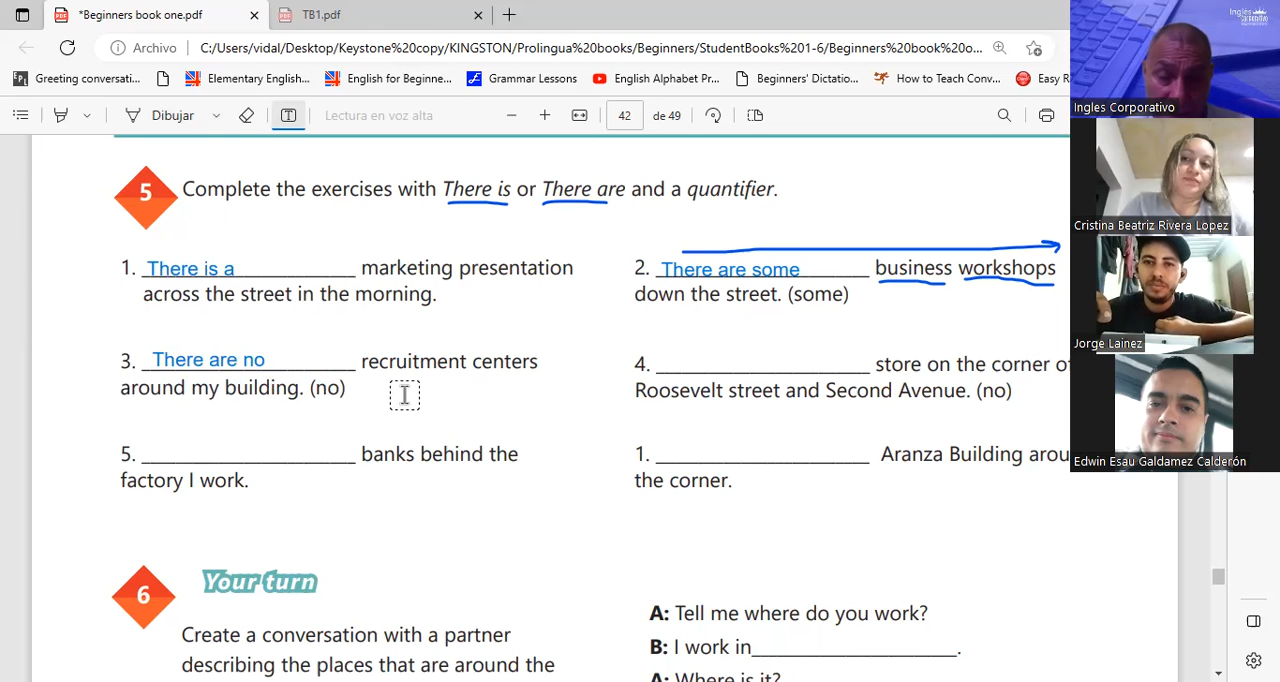 *Beginners book one.pdf
TB1.pdf
Archivo
C:/Users/vidal/Desktop/Keystone%20copy/KINGSTON/Prolingua%20books/Beginners/StudentBooks%201-6/Beginners%20book%20o...
Greeting conversati...
Elementary English...
English for Beginne...
Grammar Lessons
English Alphabet Pr...
Beginners' Dictatio...
How to Teach Conv...
Easy R
Dibujar
Lectura en voz alta
42
de 49
5
Complete the exercises with There is or There are and a quantifier.
1. There is a marketing presentation
across the street in the morning.
2. There are some business workshops
down the street. (some)
3. There are no recruitment centers
around my building. (no)
4. ____________________ store on the corner of
Roosevelt street and Second Avenue. (no)
5. ____________________ banks behind the
factory I work.
1. ____________________ Aranza Building arou
the corner.
6
Your turn
Create a conversation with a partner
describing the places that are around the
A: Tell me where do you work?
B: I work in____________________.
A: Where is it?
Ingles
Ingles Corporativo
Cristina Beatriz Rivera Lopez
Jorge Lainez
Edwin Esau Galdamez Calderón